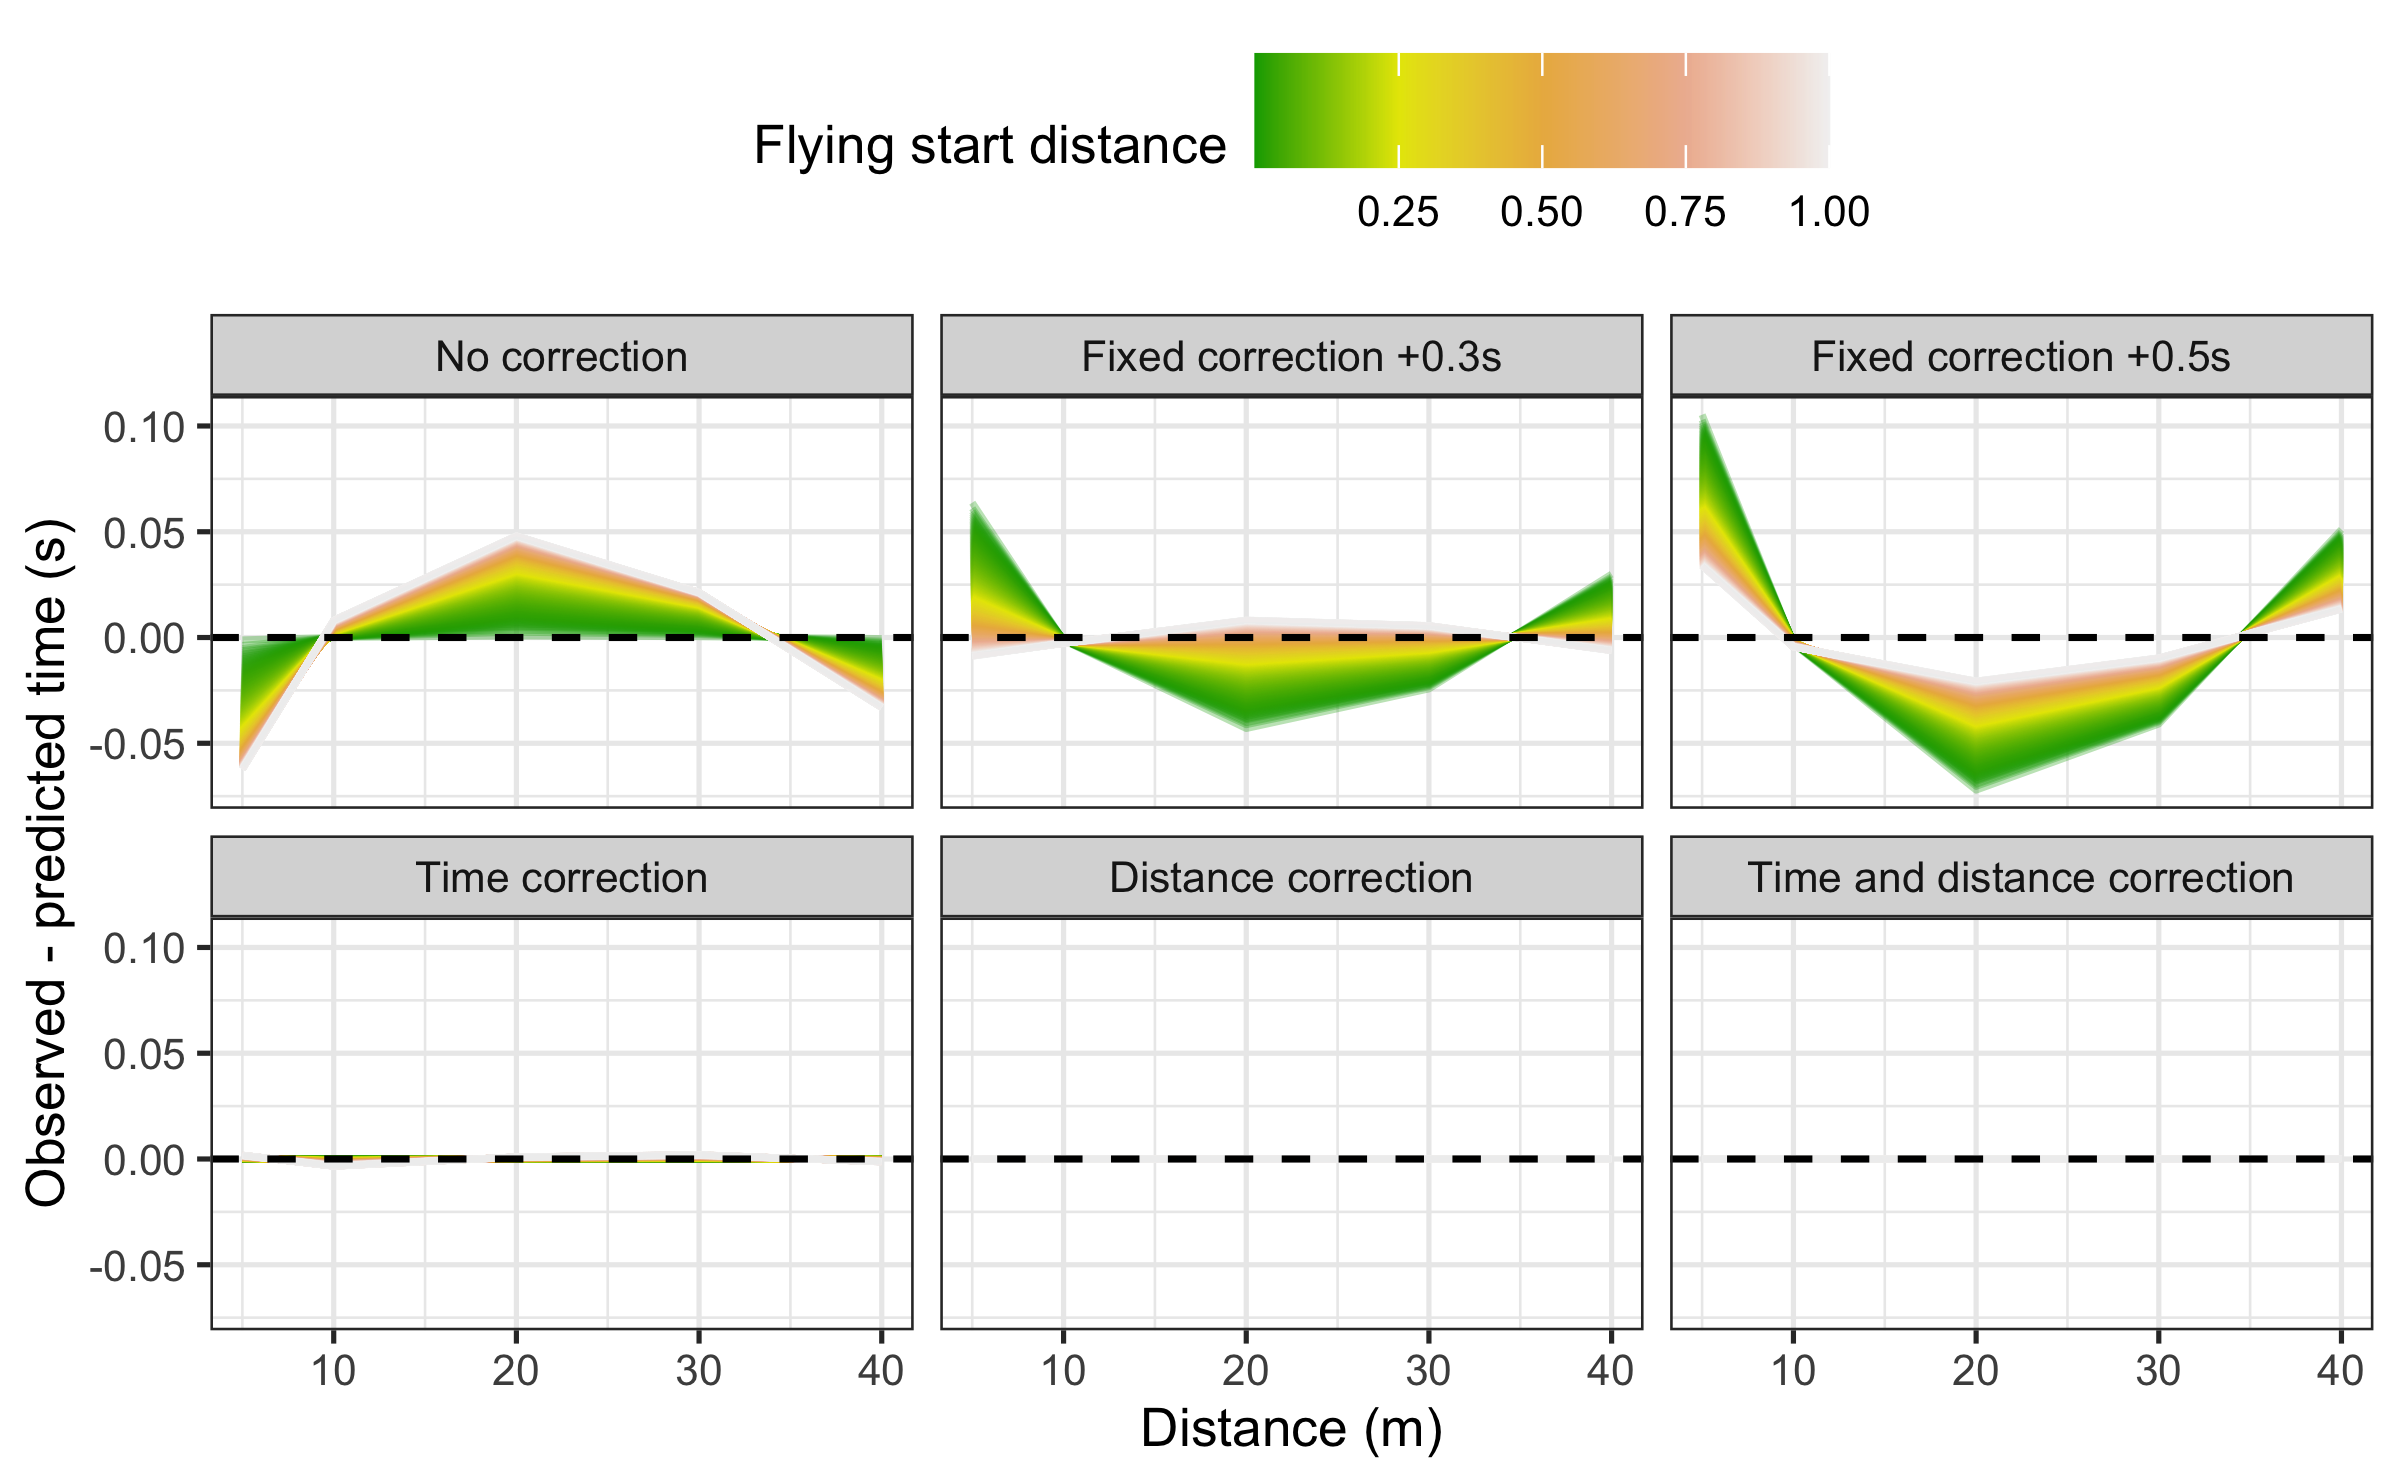 Flying start distance
0.25 0.50 0.75 1.00
No correction Fixed correction +0.3s Fixed correction +0.5s
0.10
0.05
0.00
-0.05
Time correction Distance correction Time and distance correction
0.10
0.05
0.00
-0.05
10 20 30 40 10 20 30 40 10 20 30 40
Distance (m)
Observed - predicted time (s)